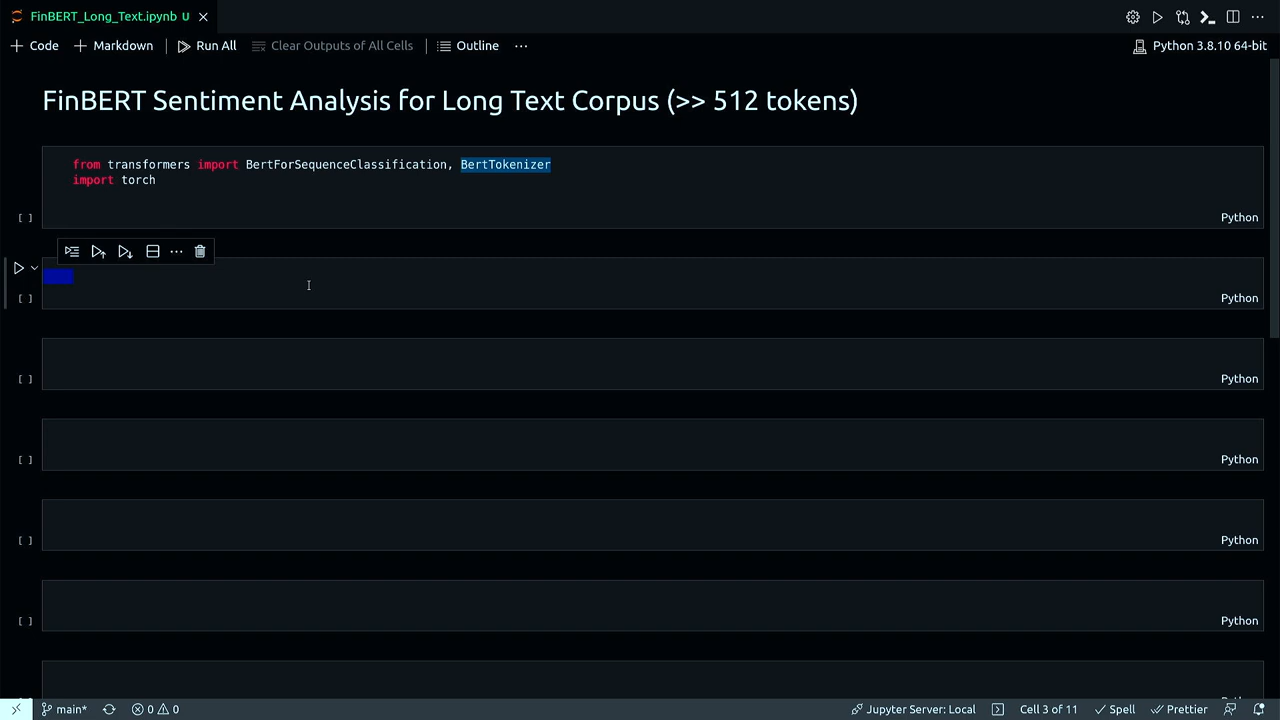 FinBERT_Long_Text.ipynb U
Code Markdown Run All Clear Outputs of All Cells Outline ... Python 3.8.10 64-bit
FinBERT Sentiment Analysis for Long Text Corpus (>> 512 tokens)
from transformers import BertForSequenceClassification, BertTokenizer
import torch
[ ] Python
[ ] Python
[ ] Python
[ ] Python
[ ] Python
[ ] Python
main* 0 0 Jupyter Server: Local Cell 3 of 11 Spell Prettier